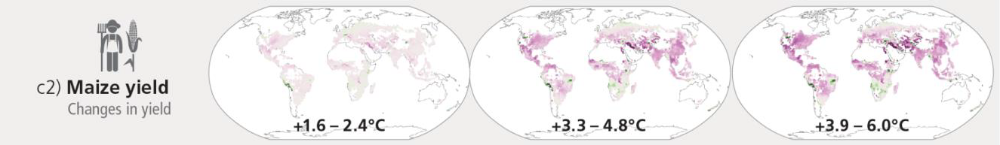 c2) Maize yield
Changes in yield
+1.6 – 2.4°C
+3.3 – 4.8°C
+3.9 – 6.0°C